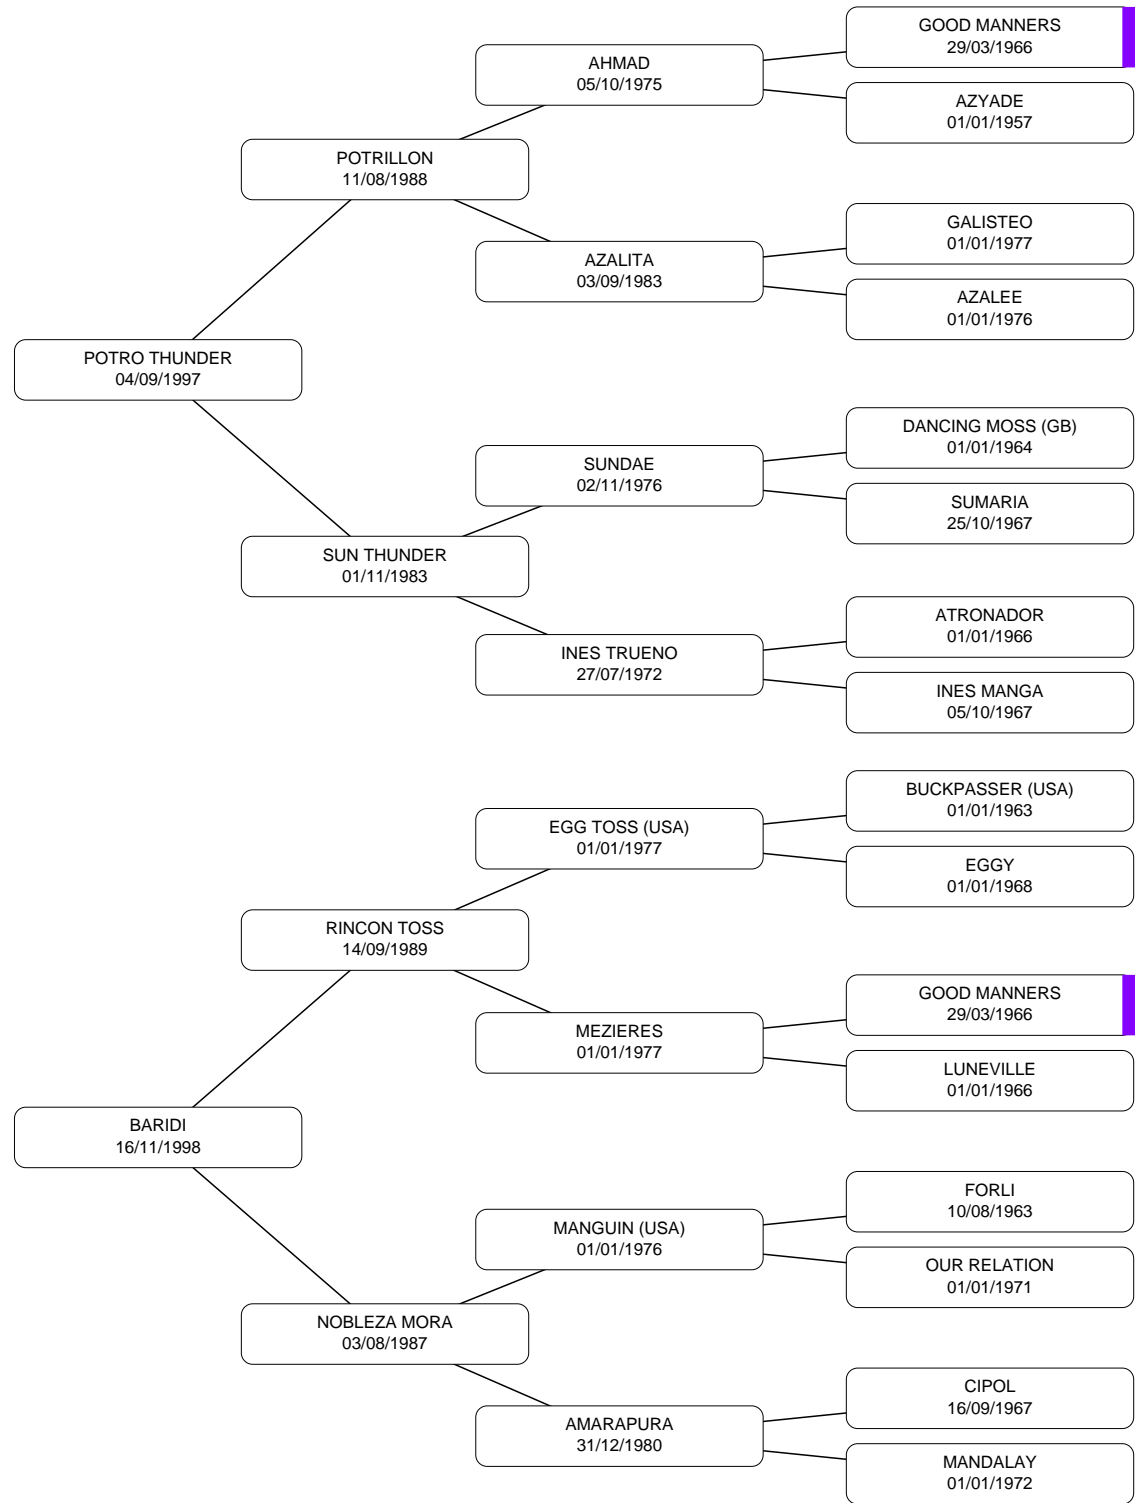 GOOD MANNERS
29/03/1966
AHMAD
05/10/1975
AZYADE
01/01/1957
POTRILLON
11/08/1988
GALISTEO
01/01/1977
AZALITA
03/09/1983
AZALEE
01/01/1976
POTRO THUNDER
04/09/1997
DANCING MOSS (GB)
01/01/1964
SUNDAE
02/11/1976
SUMARIA
25/10/1967
SUN THUNDER
01/11/1983
ATRONADOR
01/01/1966
INES TRUENO
27/07/1972
INES MANGA
05/10/1967
BUCKPASSER (USA)
01/01/1963
EGG TOSS (USA)
01/01/1977
EGGY
01/01/1968
RINCON TOSS
14/09/1989
GOOD MANNERS
29/03/1966
MEZIERES
01/01/1977
LUNEVILLE
01/01/1966
BARIDI
16/11/1998
FORLI
10/08/1963
MANGUIN (USA)
01/01/1976
OUR RELATION
01/01/1971
NOBLEZA MORA
03/08/1987
CIPOL
16/09/1967
AMARAPURA
31/12/1980
MANDALAY
01/01/1972